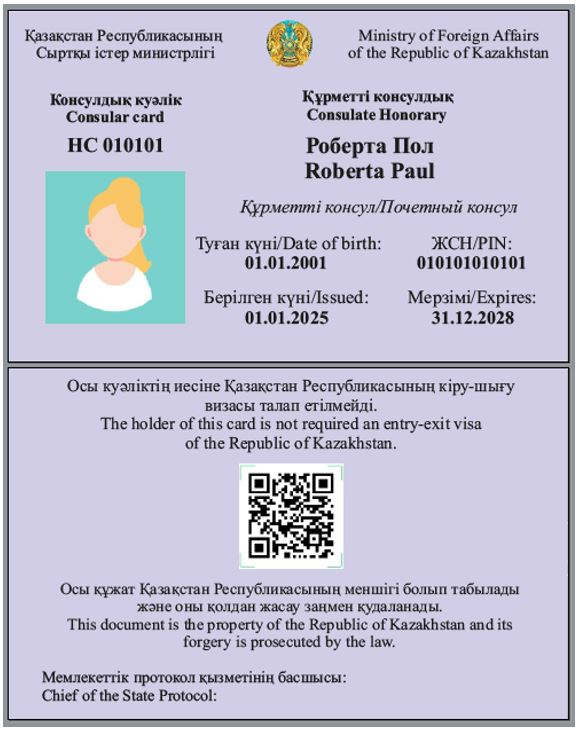 Қазақстан Республикасының
Сыртқы істер министрлігі
Ministry of Foreign Affairs
of the Republic of Kazakhstan
Консулдық куәлік
Consular card
НС 010101
Құрметті консулдық
Consulate Honorary
Роберта Пол
Roberta Paul
Құрметті консул/Почетный консул
Туған күні/Date of birth:
01.01.2001
ЖСН/PIN:
010101010101
Берілген күні/Issued:
01.01.2025
Мерзімі/Expires:
31.12.2028
Осы куәліктің иесіне Қазақстан Республикасының кіру-шығу
визасы талап етілмейді.
The holder of this card is not required an entry-exit visa
of the Republic of Kazakhstan.
Осы құжат Қазақстан Республикасының меншігі болып табылады
және оны қолдан жасау заңмен қудаланады.
This document is the property of the Republic of Kazakhstan and its
forgery is prosecuted by the law.
Мемлекеттік протокол қызметінің басшысы:
Chief of the State Protocol: